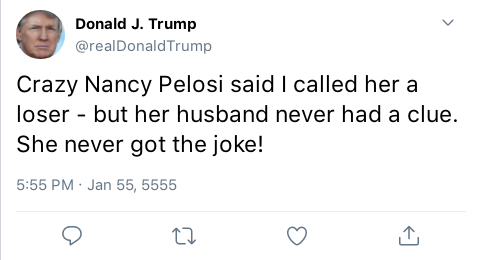 Donald J. Trump
@realDonaldTrump
Crazy Nancy Pelosi said I called her a
loser - but her husband never had a clue.
She never got the joke!
5:55 PM · Jan 55, 5555